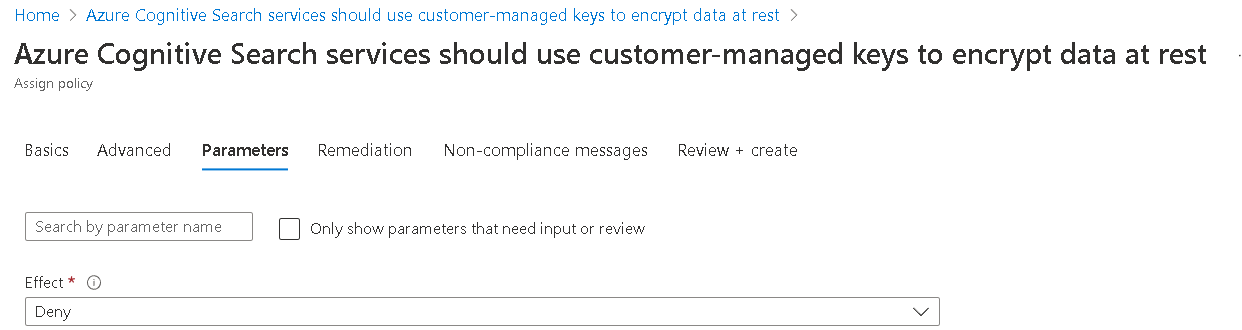 Home > Azure Cognitive Search services should use customer-managed keys to encrypt data at rest >
Azure Cognitive Search services should use customer-managed keys to encrypt data at rest
Assign policy
Basics Advanced Parameters Remediation Non-compliance messages Review + create
Search by parameter name Only show parameters that need input or review
Effect *
Deny